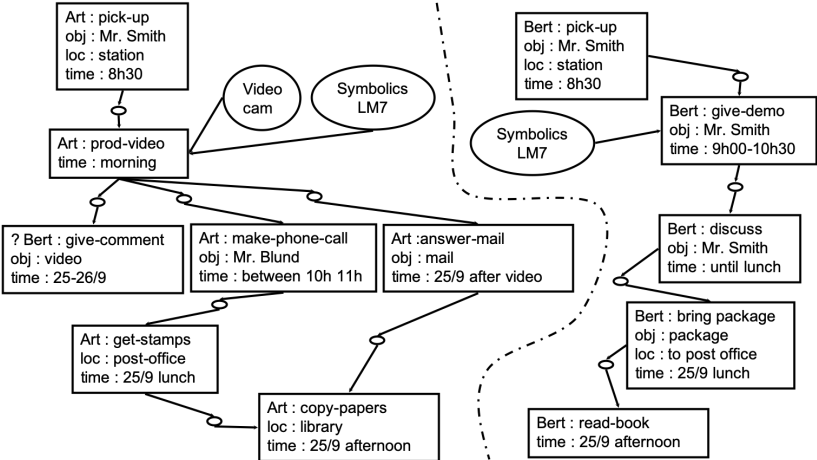 Art : pick-up
obj : Mr. Smith
loc : station
time : 8h30
Video
cam
Symbolics
LM7
Art : prod-video
time : morning
? Bert : give-comment
obj : video
time : 25-26/9
Art : make-phone-call
obj : Mr. Blund
time : between 10h 11h
Art :answer-mail
obj : mail
time : 25/9 after video
Art : get-stamps
loc : post-office
time : 25/9 lunch
Art : copy-papers
loc : library
time : 25/9 afternoon
Bert : pick-up
obj : Mr. Smith
loc : station
time : 8h30
Symbolics
LM7
Bert : give-demo
obj : Mr. Smith
time : 9h00-10h30
Bert : discuss
obj : Mr. Smith
time : until lunch
Bert : bring package
obj : package
loc : to post office
time : 25/9 lunch
Bert : read-book
time : 25/9 afternoon